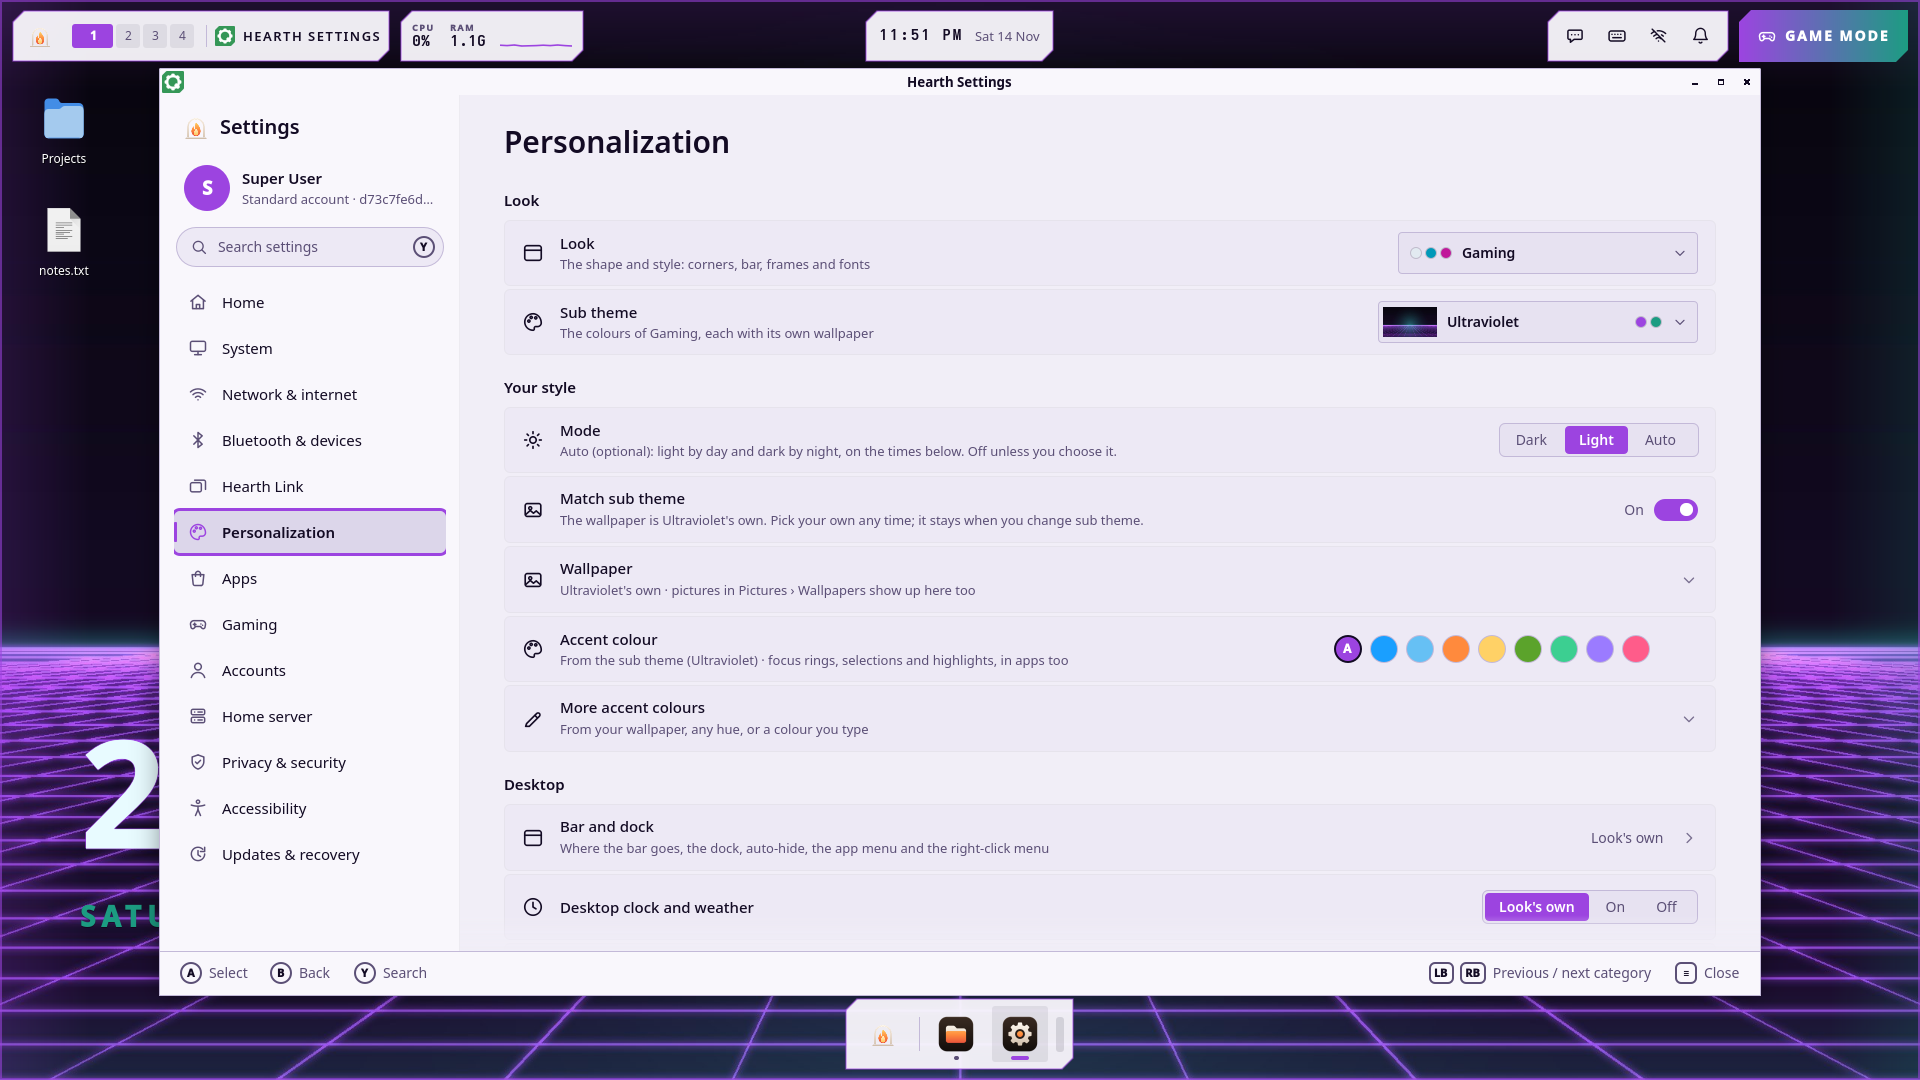 1 2 3 4 HEARTH SETTINGS
CPU RAM
0% 1.1G
11:51 PM Sat 14 Nov
GAME MODE
Hearth Settings
Projects
notes.txt
2
SATU
Settings
S
Super User
Standard account · d73c7fe6d...
Search settings Y
Home
System
Network & internet
Bluetooth & devices
Hearth Link
Personalization
Apps
Gaming
Accounts
Home server
Privacy & security
Accessibility
Updates & recovery
Personalization
Look
Look
The shape and style: corners, bar, frames and fonts
Gaming
Sub theme
The colours of Gaming, each with its own wallpaper
Ultraviolet
Your style
Mode
Auto (optional): light by day and dark by night, on the times below. Off unless you choose it.
Dark Light Auto
Match sub theme
The wallpaper is Ultraviolet's own. Pick your own any time; it stays when you change sub theme.
On
Wallpaper
Ultraviolet's own · pictures in Pictures › Wallpapers show up here too
Accent colour
From the sub theme (Ultraviolet) · focus rings, selections and highlights, in apps too
A
More accent colours
From your wallpaper, any hue, or a colour you type
Desktop
Bar and dock
Where the bar goes, the dock, auto-hide, the app menu and the right-click menu
Look's own
Desktop clock and weather
Look's own On Off
A Select B Back Y Search
LB RB Previous / next category ≡ Close